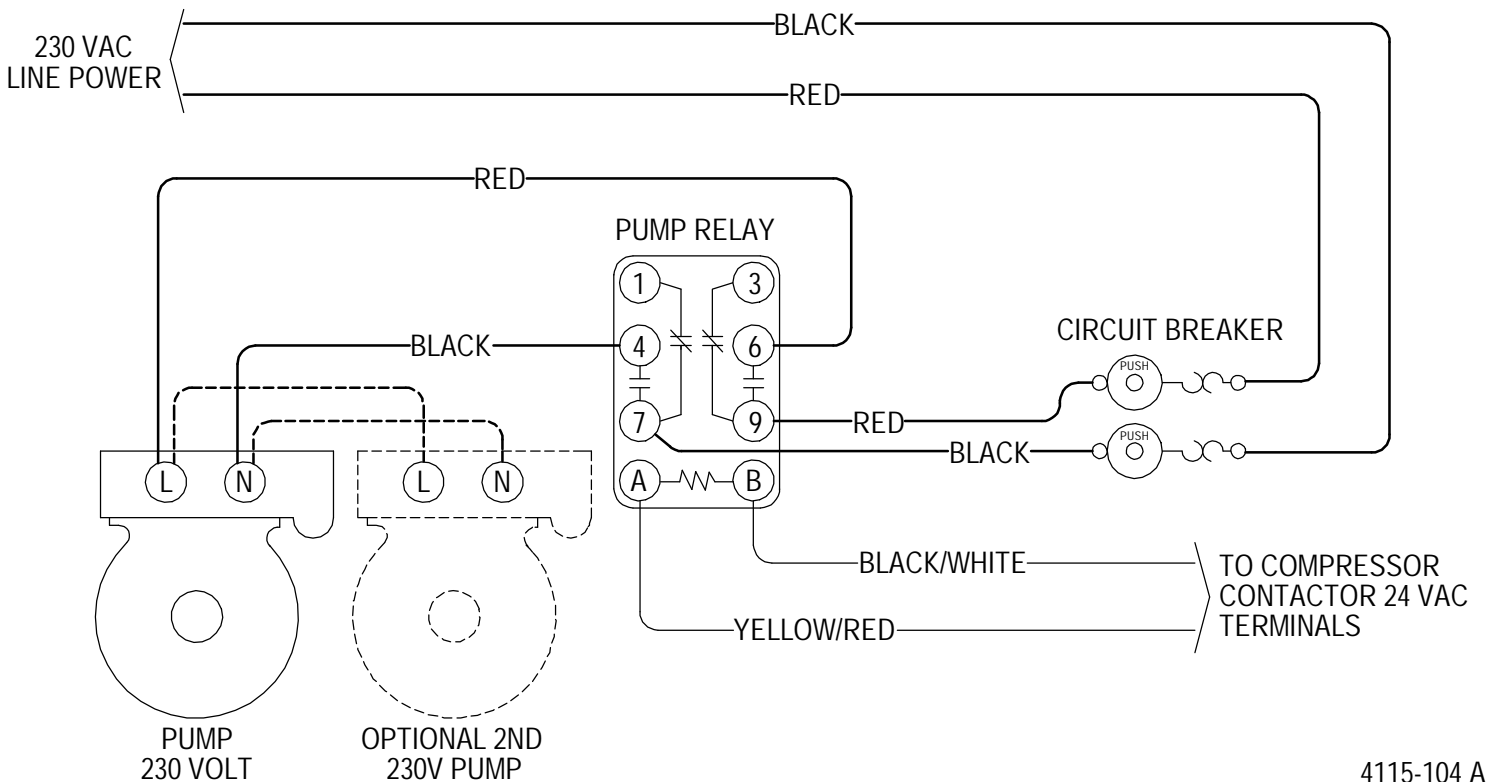 BLACK
230 VAC
LINE POWER
RED
RED
PUMP RELAY
1
3
CIRCUIT BREAKER
BLACK
4
6
PUSH
7
9
RED
PUSH
BLACK
L
N
L
N
A
B
BLACK/WHITE
TO COMPRESSOR
CONTACTOR 24 VAC
TERMINALS
YELLOW/RED
PUMP
230 VOLT
OPTIONAL 2ND
230V PUMP
4115-104 A